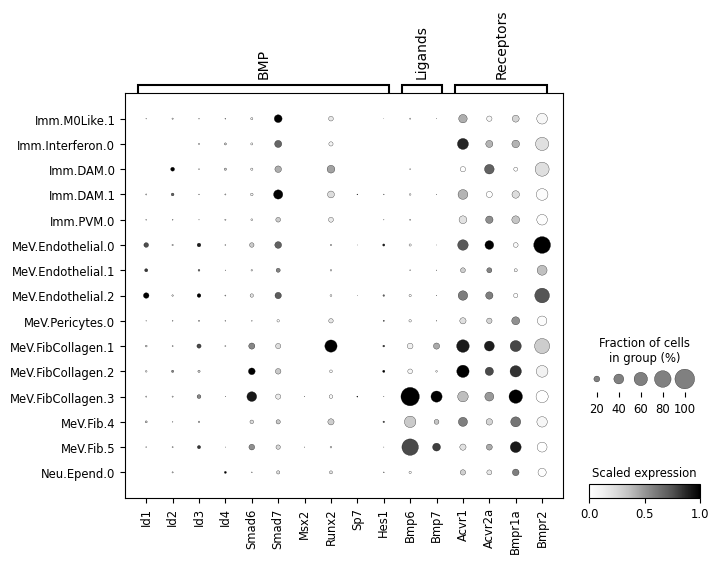 BMP
Ligands
Receptors
Imm.M0Like.1
Imm.Interferon.0
Imm.DAM.0
Imm.DAM.1
Imm.PVM.0
MeV.Endothelial.0
MeV.Endothelial.1
MeV.Endothelial.2
MeV.Pericytes.0
MeV.FibCollagen.1
MeV.FibCollagen.2
MeV.FibCollagen.3
MeV.Fib.4
MeV.Fib.5
Neu.Epend.0
Id1
Id2
Id3
Id4
Smad6
Smad7
Msx2
Runx2
Sp7
Hes1
Bmp6
Bmp7
Acvr1
Acvr2a
Bmpr1a
Bmpr2
Fraction of cells
in group (%)
20 40 60 80 100
Scaled expression
0.0 0.5 1.0